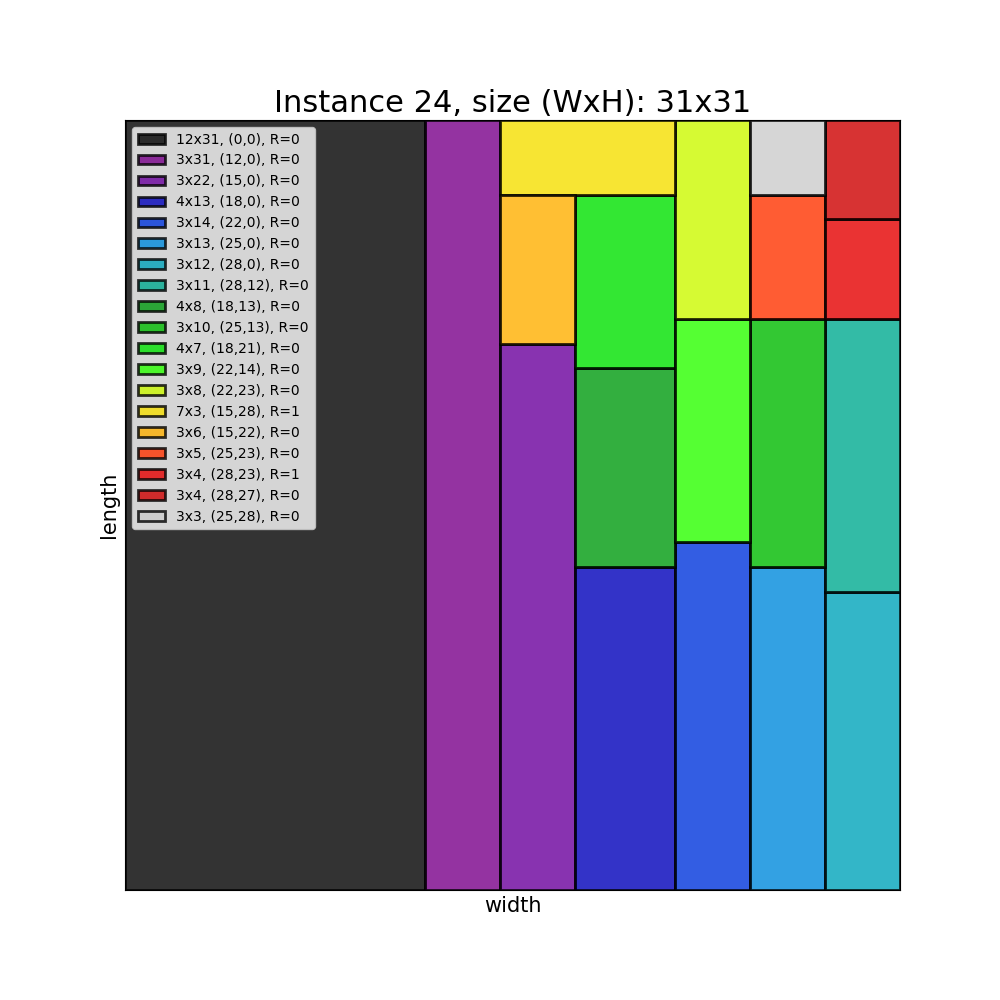 Instance 24, size (WxH): 31x31
12x31, (0,0), R=0
3x31, (12,0), R=0
3x22, (15,0), R=0
4x13, (18,0), R=0
3x14, (22,0), R=0
3x13, (25,0), R=0
3x12, (28,0), R=0
3x11, (28,12), R=0
4x8, (18,13), R=0
3x10, (25,13), R=0
4x7, (18,21), R=0
3x9, (22,14), R=0
3x8, (22,23), R=0
7x3, (15,28), R=1
3x6, (15,22), R=0
3x5, (25,23), R=0
3x4, (28,23), R=1
3x4, (28,27), R=0
3x3, (25,28), R=0
length
width